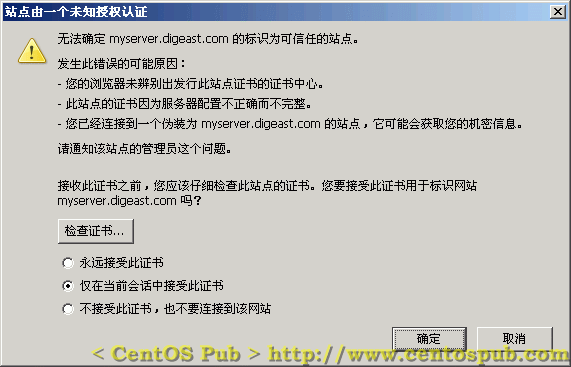 站点由一个未知授权认证
无法确定 myserver.digeast.com 的标识为可信任的站点。
发生此错误的可能原因：
- 您的浏览器未辨别出发行此站点证书的证书中心。
- 此站点的证书因为服务器配置不正确而不完整。
- 您已经连接到一个伪装为 myserver.digeast.com 的站点，它可能会获取您的机密信息。
请通知该站点的管理员这个问题。
接收此证书之前，您应该仔细检查此站点的证书。您要接受此证书用于标识网站
myserver.digeast.com 吗？
检查证书...
永远接受此证书
仅在当前会话中接受此证书
不接受此证书，也不要连接到该网站
确定 取消
< CentOS Pub > http://www.centospub.com